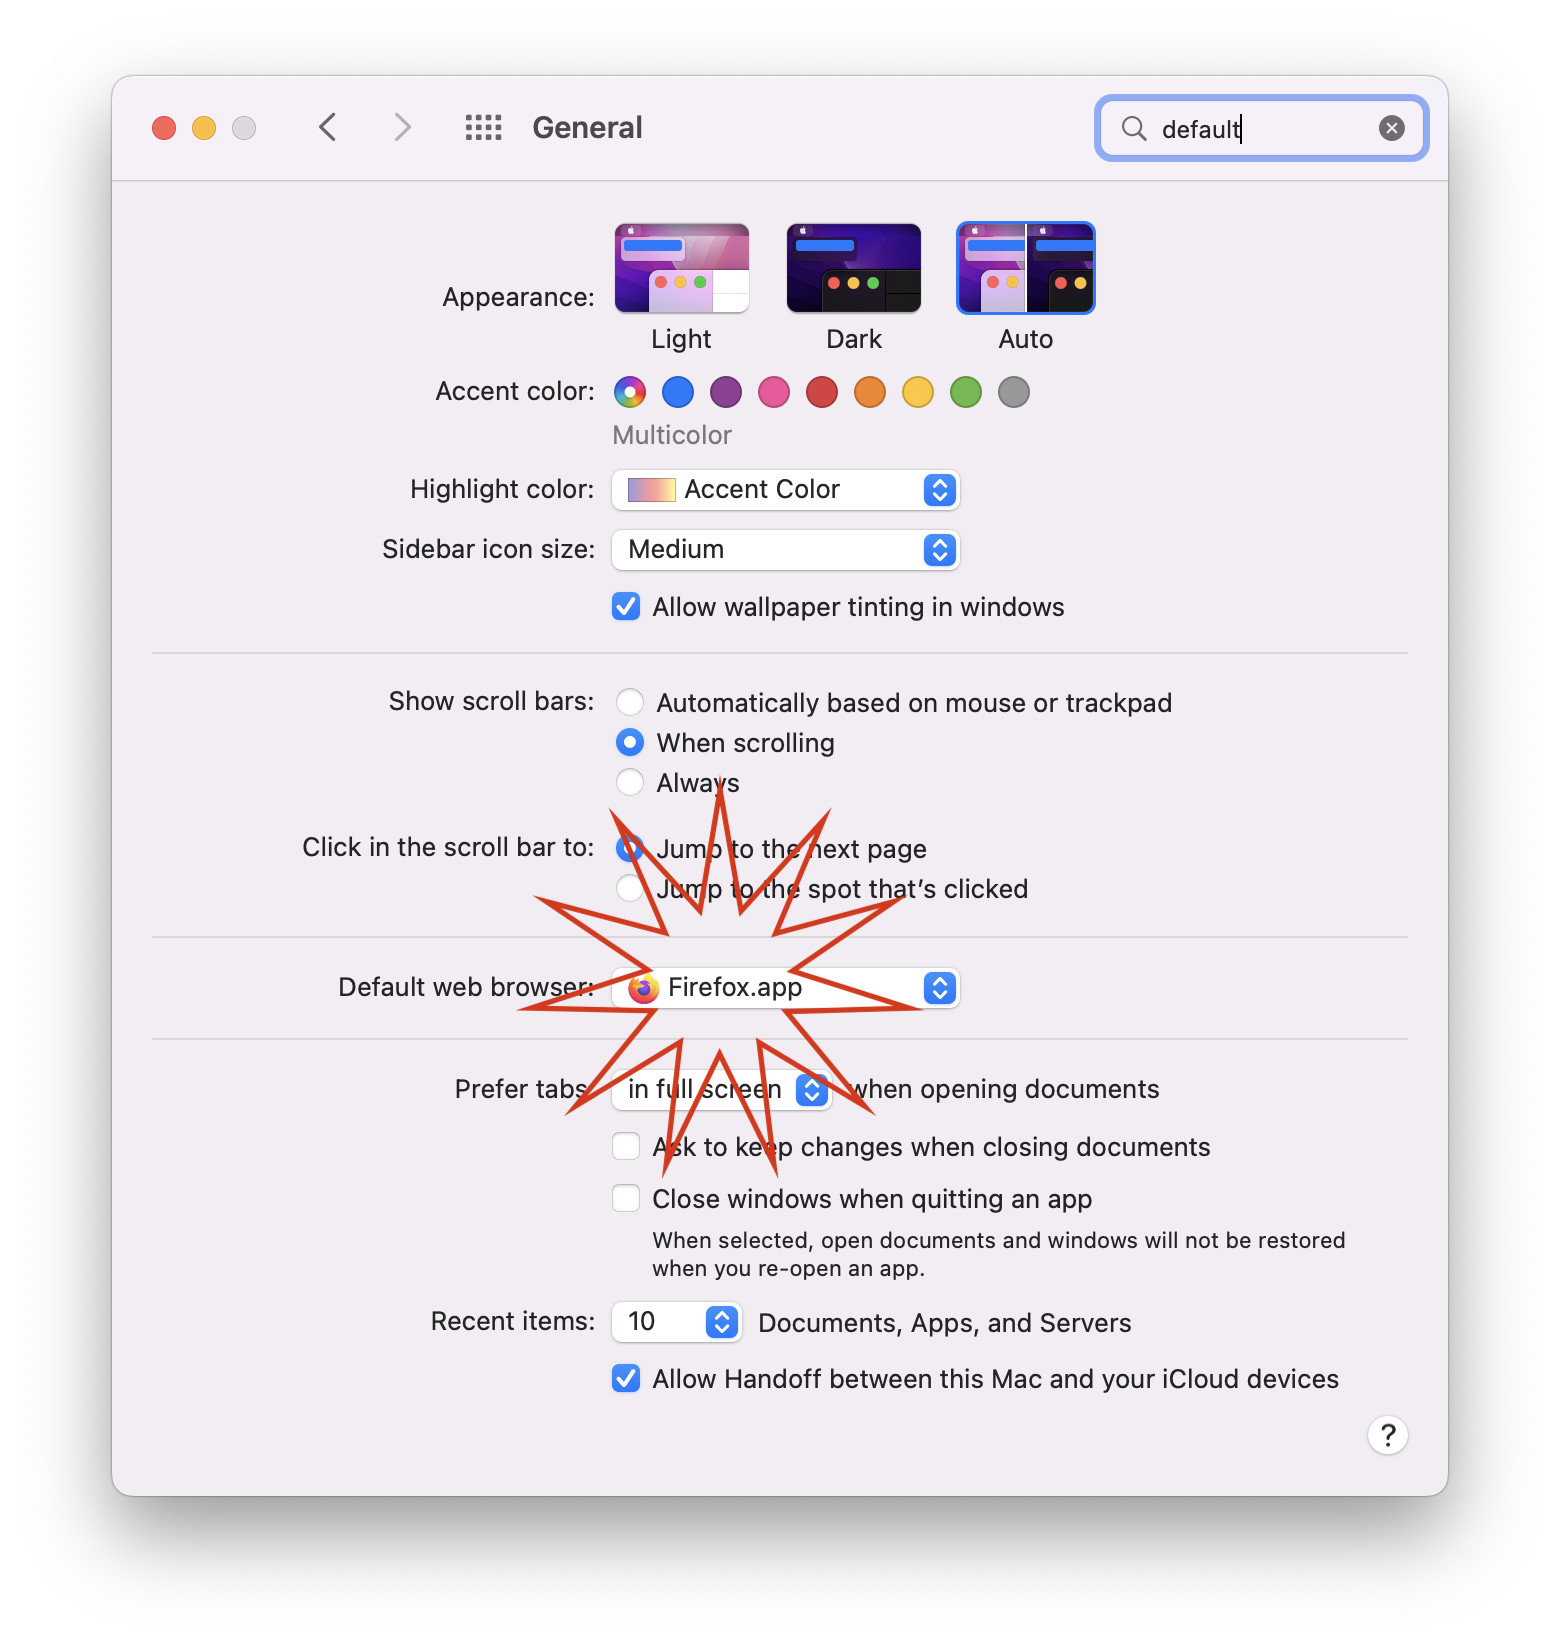 General
default
Appearance:
Light
Dark
Auto
Accent color:
Multicolor
Highlight color:
Accent Color
Sidebar icon size:
Medium
Allow wallpaper tinting in windows
Show scroll bars:
Automatically based on mouse or trackpad
When scrolling
Always
Click in the scroll bar to:
Jump to the next page
Jump to the spot that’s clicked
Default web browser:
Firefox.app
Prefer tabs: in full screen when opening documents
Ask to keep changes when closing documents
Close windows when quitting an app
When selected, open documents and windows will not be restored
when you re-open an app.
Recent items: 10 Documents, Apps, and Servers
Allow Handoff between this Mac and your iCloud devices
?